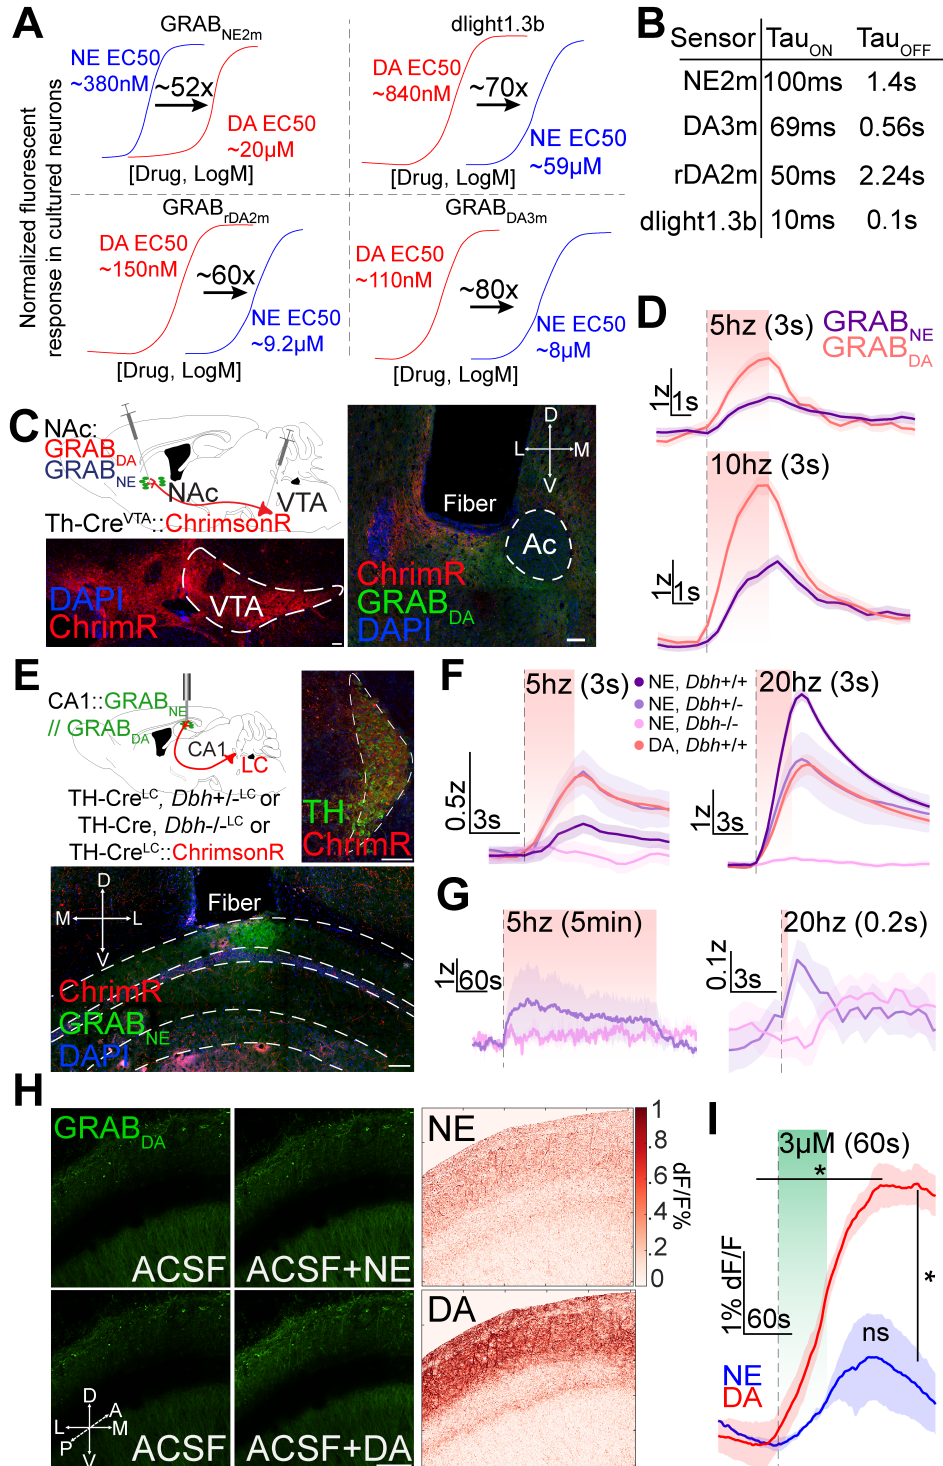 A
GRAB_NE2m
NE EC50
~380nM
~52x
DA EC50
~20µM
[Drug, LogM]
dlight1.3b
DA EC50
~840nM
~70x
NE EC50
~59µM
[Drug, LogM]
Normalized fluorescent
response in cultured neurons
GRAB_rDA2m
DA EC50
~150nM
~60x
NE EC50
~9.2µM
[Drug, LogM]
GRAB_DA3m
DA EC50
~110nM
~80x
NE EC50
~8µM
[Drug, LogM]
B
Sensor Tau_ON Tau_OFF
NE2m 100ms 1.4s
DA3m 69ms 0.56s
rDA2m 50ms 2.24s
dlight1.3b 10ms 0.1s
C
NAc:
GRAB_DA
GRAB_NE
NAc
VTA
Th-Cre^VTA::ChrimsonR
DAPI
ChrimR
VTA
D
L M
V
Fiber
Ac
ChrimR
GRAB_DA
DAPI
D
5hz (3s)
GRAB_NE
GRAB_DA
1z
1s
10hz (3s)
1z
1s
E
CA1::GRAB_NE
// GRAB_DA
CA1
LC
TH-Cre^LC, Dbh+/-^LC or
TH-Cre, Dbh-/-^LC or
TH-Cre^LC::ChrimsonR
TH
ChrimR
D
M L
V
Fiber
ChrimR
GRAB_NE
DAPI
F
5hz (3s)
NE, Dbh+/+
NE, Dbh+/-
NE, Dbh-/-
DA, Dbh+/+
0.5z
3s
20hz (3s)
1z
3s
G
5hz (5min)
1z
60s
20hz (0.2s)
0.1z
3s
H
GRAB_DA
ACSF
ACSF+NE
NE
1
.8
.6
.4
.2
0
dF/F%
D
A
L M
P
V
ACSF
ACSF+DA
DA
I
3µM (60s)
*
*
1% dF/F
60s
ns
NE
DA